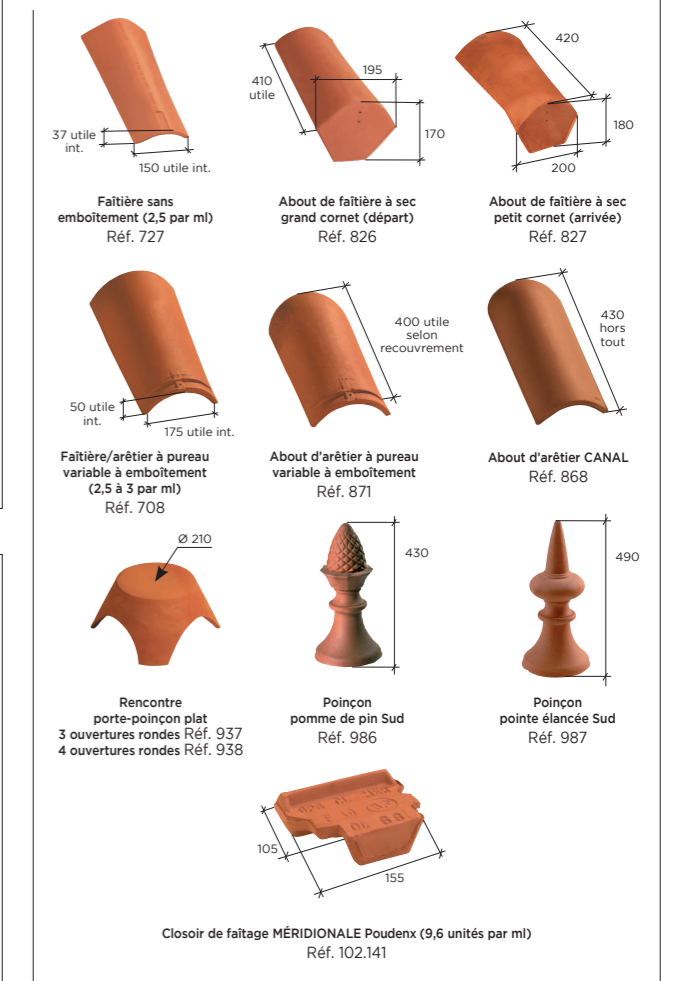 37 utile
int.
150 utile int.
Faîtière sans
emboîtement (2,5 par ml)
Réf. 727
410
utile
195
170
About de faîtière à sec
grand cornet (départ)
Réf. 826
420
180
200
About de faîtière à sec
petit cornet (arrivée)
Réf. 827
50 utile
int.
175 utile int.
Faîtière/arêtier à pureau
variable à emboîtement
(2,5 à 3 par ml)
Réf. 708
400 utile
selon
recouvrement
About d'arêtier à pureau
variable à emboîtement
Réf. 871
430
hors
tout
About d'arêtier CANAL
Réf. 868
Ø 210
Rencontre
porte-poinçon plat
3 ouvertures rondes Réf. 937
4 ouvertures rondes Réf. 938
430
Poinçon
pomme de pin Sud
Réf. 986
490
Poinçon
pointe élancée Sud
Réf. 987
105
155
Closoir de faîtage MÉRIDIONALE Poudenx (9,6 unités par ml)
Réf. 102.141